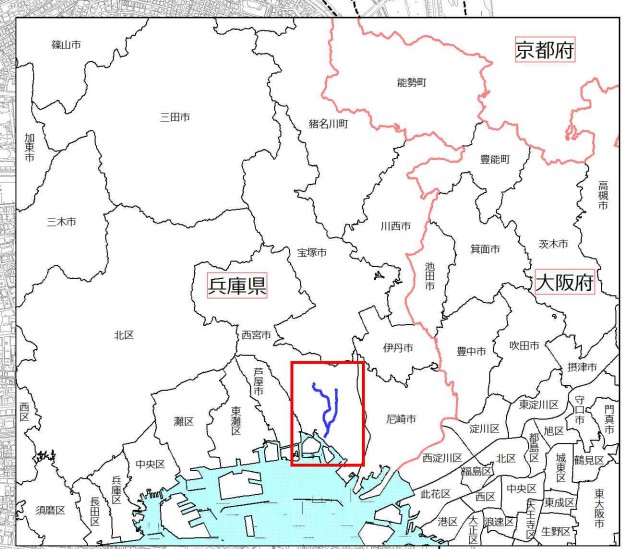 篠山市
京都府
能勢町
三田市
猪名川町
加東市
豊能町
高槻市
三木市
川西市
箕面市
茨木市
宝塚市
池田市
兵庫県
大阪府
北区
西宮市
伊丹市
豊中市
吹田市
摂津市
芦屋市
西区
灘区
東灘区
尼崎市
東淀川区
守口市
門真市
淀川区
都島区
旭区
中央区
西淀川区
北区
城東区
鶴見区
兵庫区
福島区
長田区
須磨区
此花区
西区
中央区
東成区
東大阪市
港区
大正区
浪速区
天王寺区
生野区